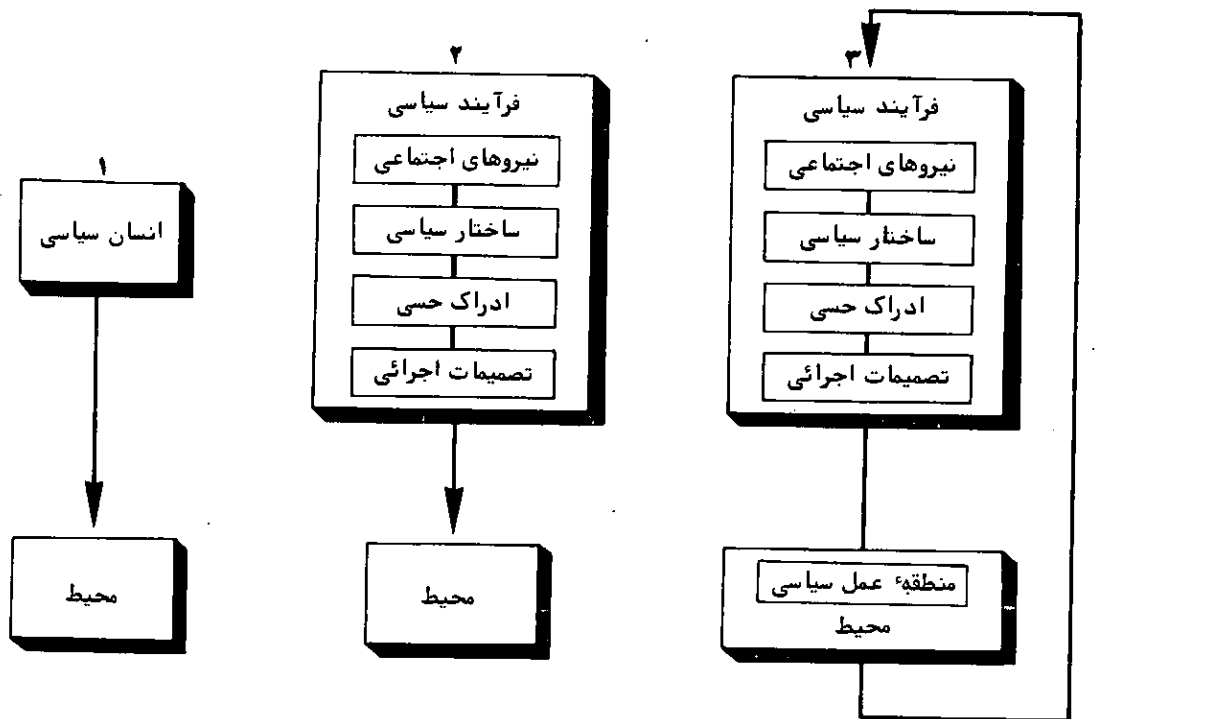 ۱
انسان سیاسی
محیط
۲
فرآیند سیاسی
نیروهای اجتماعی
ساختار سیاسی
ادراک حسی
تصمیمات اجرائی
محیط
۳
فرآیند سیاسی
نیروهای اجتماعی
ساختار سیاسی
ادراک حسی
تصمیمات اجرائی
منطقهٔ عمل سیاسی
محیط